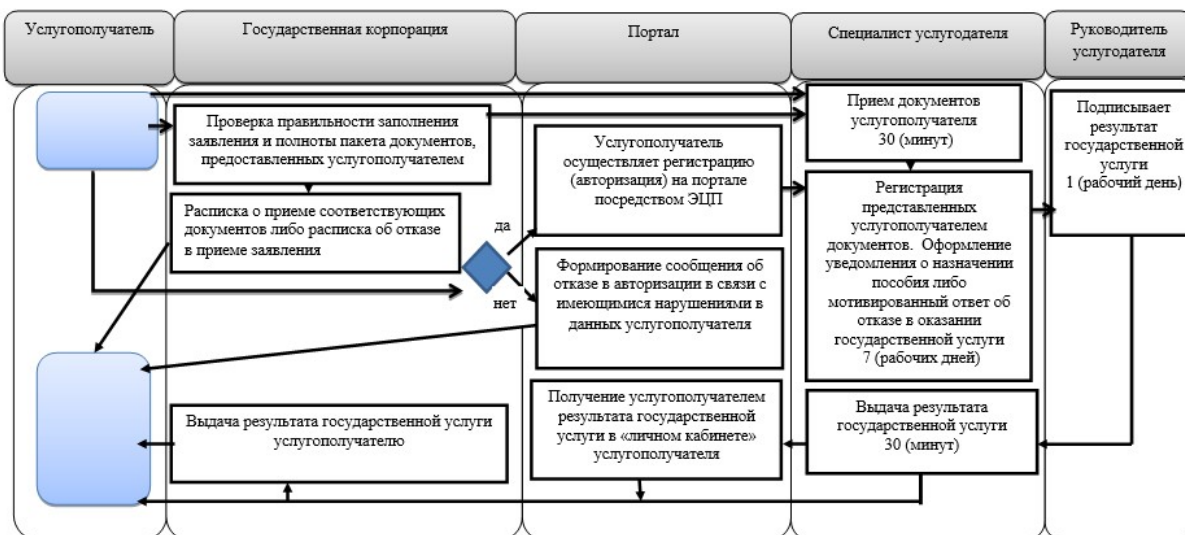 Услугополучатель
Государственная корпорация
Портал
Специалист услугодателя
Руководитель
услугодателя
Проверка правильности заполнения
заявления и полноты пакета документов,
предоставленных услугополучателем
Расписка о приеме соответствующих
документов либо расписка об отказе
в приеме заявления
да
нет
Услугополучатель
осуществляет регистрацию
(авторизация) на портале
посредством ЭЦП
Формирование сообщения об
отказе в авторизации в связи с
имеющимися нарушениями в
данных услугополучателя
Прием документов
услугополучателя
30 (минут)
Регистрация
представленных
услугополучателем
документов. Оформление
уведомления о назначении
пособия либо
мотивированный ответ об
отказе в оказании
государственной услуги
7 (рабочих дней)
Подписывает
результат
государственной
услуги
1 (рабочий день)
Выдача результата государственной услуги
услугополучателю
Получение услугополучателем
результата государственной
услуги в «личном кабинете»
услугополучателя
Выдача результата
государственной услуги
30 (минут)